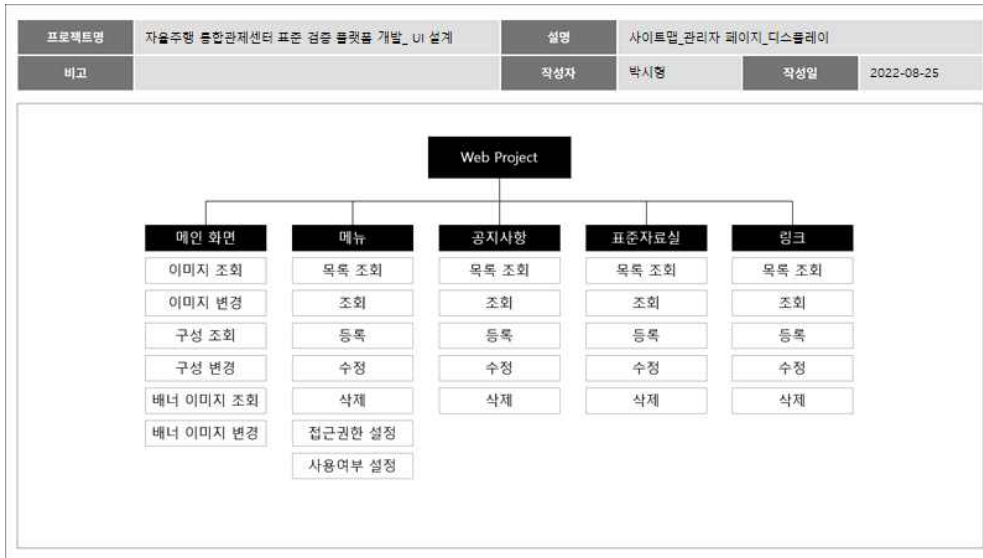 프로젝트명 자율주행 통합관제센터 표준 검증 플랫폼 개발_ UI 설계 설명 사이트맵_관리자 페이지_디스플레이
비고 작성자 박시형 작성일 2022-08-25
Web Project
메인 화면 메뉴 공지사항 표준자료실 링크
이미지 조회 목록 조회 목록 조회 목록 조회 목록 조회
이미지 변경 조회 조회 조회 조회
구성 조회 등록 등록 등록 등록
구성 변경 수정 수정 수정 수정
배너 이미지 조회 삭제 삭제 삭제 삭제
배너 이미지 변경 접근권한 설정
사용여부 설정